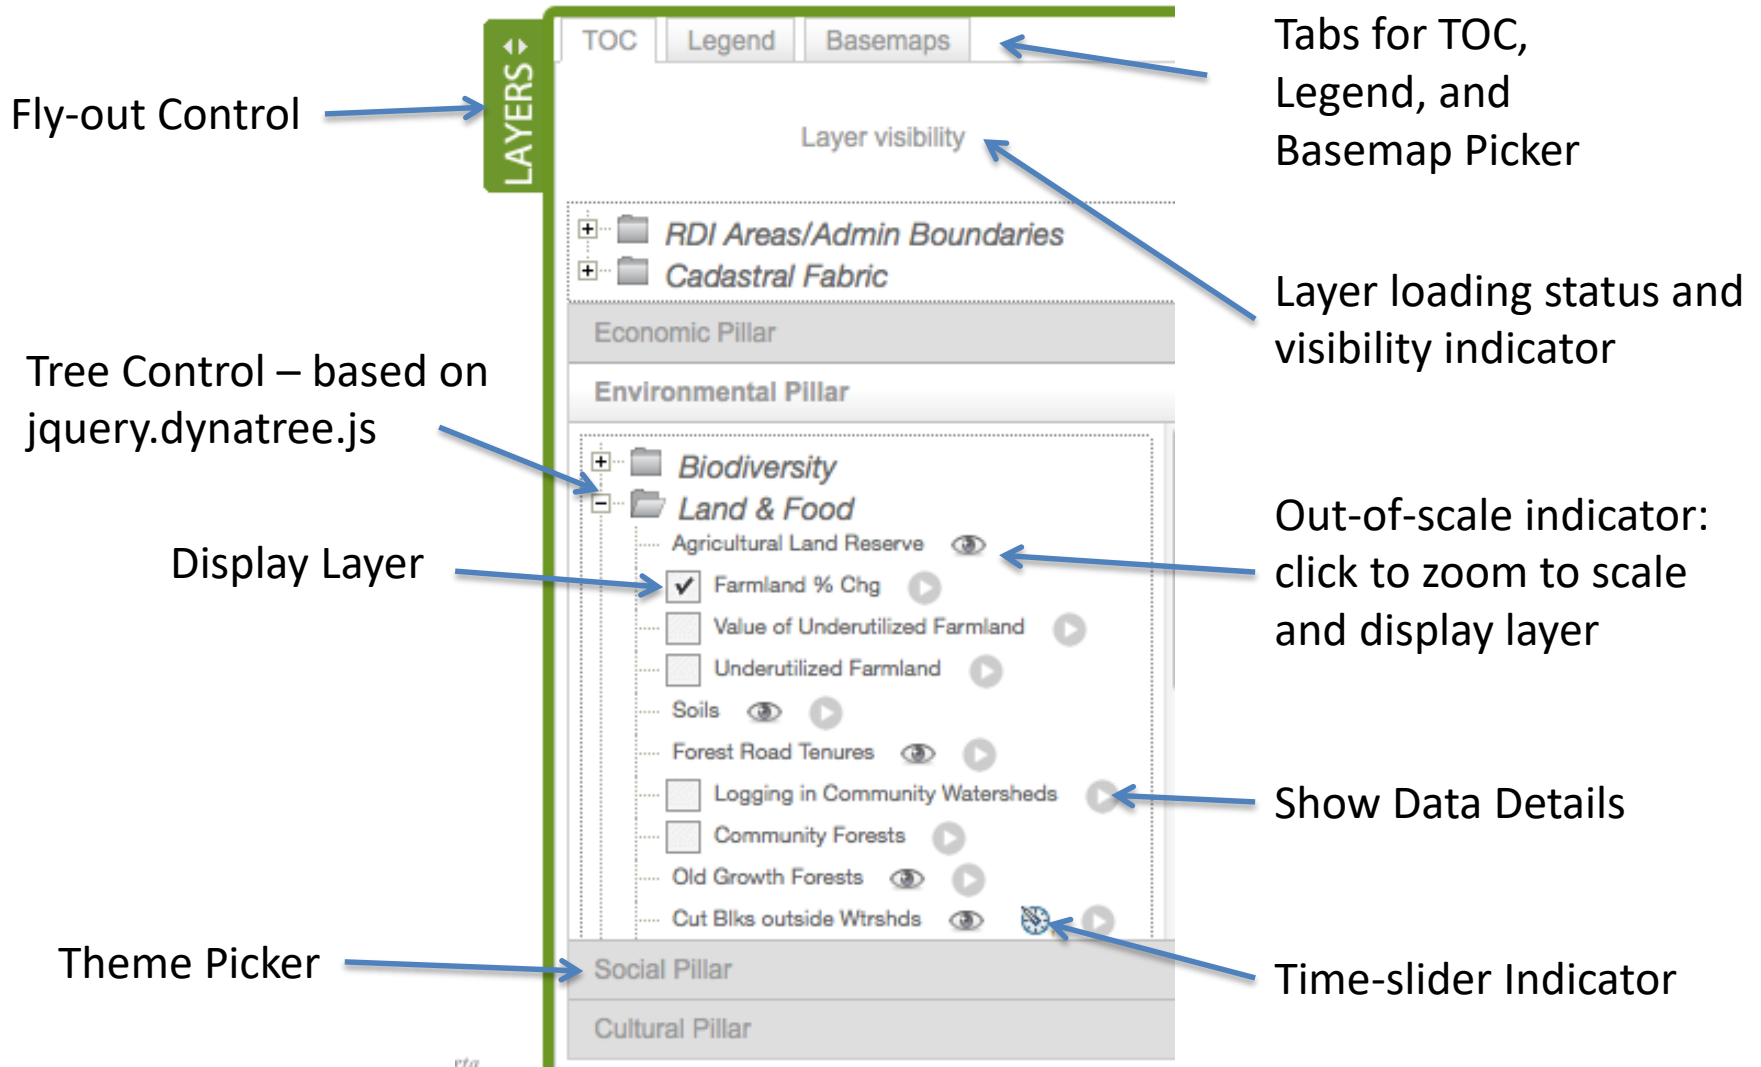 TOC Legend Basemaps
Tabs for TOC,
Legend, and
Basemap Picker
LAYERS
Fly-out Control
Layer visibility
RDI Areas/Admin Boundaries
Cadastral Fabric
Layer loading status and
visibility indicator
Economic Pillar
Tree Control – based on
jquery.dynatree.js
Environmental Pillar
Biodiversity
Land & Food
Out-of-scale indicator:
click to zoom to scale
and display layer
Agricultural Land Reserve
Display Layer
Farmland % Chg
Value of Underutilized Farmland
Underutilized Farmland
Soils
Forest Road Tenures
Logging in Community Watersheds
Show Data Details
Community Forests
Old Growth Forests
Cut Blks outside Wtrshds
Theme Picker
Social Pillar
Time-slider Indicator
Cultural Pillar